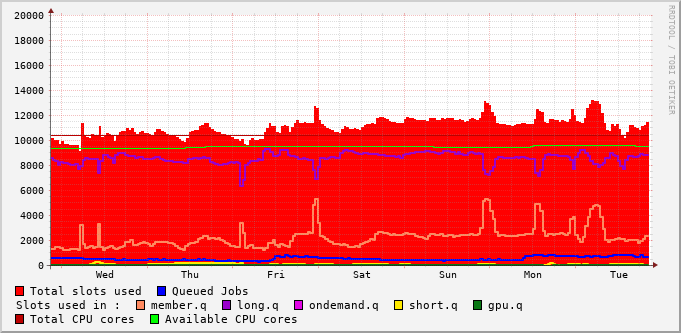 20000
18000
16000
14000
12000
10000
8000
6000
4000
2000
0
Wed Thu Fri Sat Sun Mon Tue
RRDTOOL / TOBI OETIKER
Total slots used Queued Jobs
Slots used in : member.q long.q ondemand.q short.q gpu.q
Total CPU cores Available CPU cores